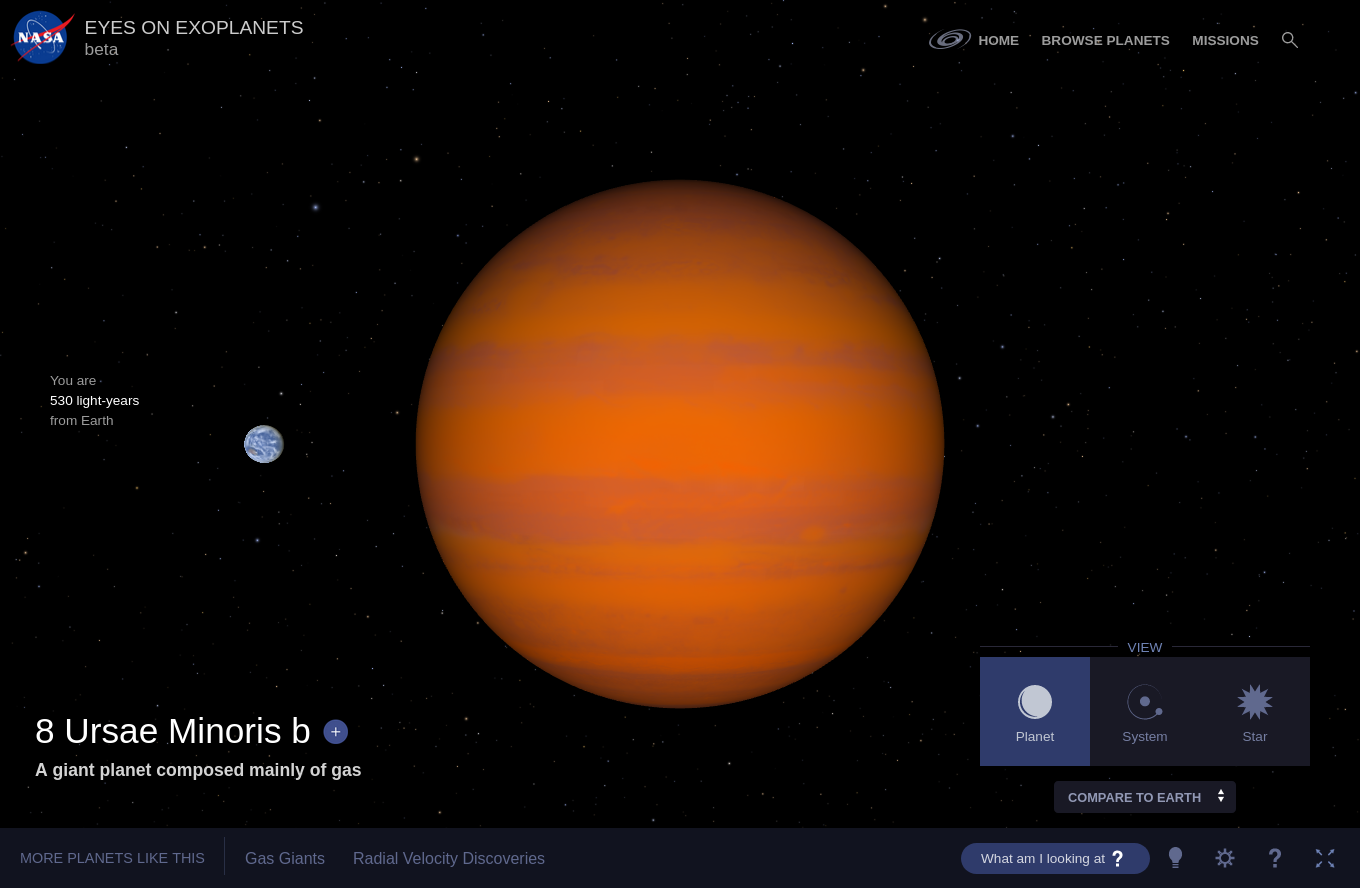 NASA
EYES ON EXOPLANETS
beta
HOME
BROWSE PLANETS
MISSIONS
You are
530 light-years
from Earth
8 Ursae Minoris b +
A giant planet composed mainly of gas
VIEW
Planet
System
Star
COMPARE TO EARTH
MORE PLANETS LIKE THIS
Gas Giants
Radial Velocity Discoveries
What am I looking at ?
?